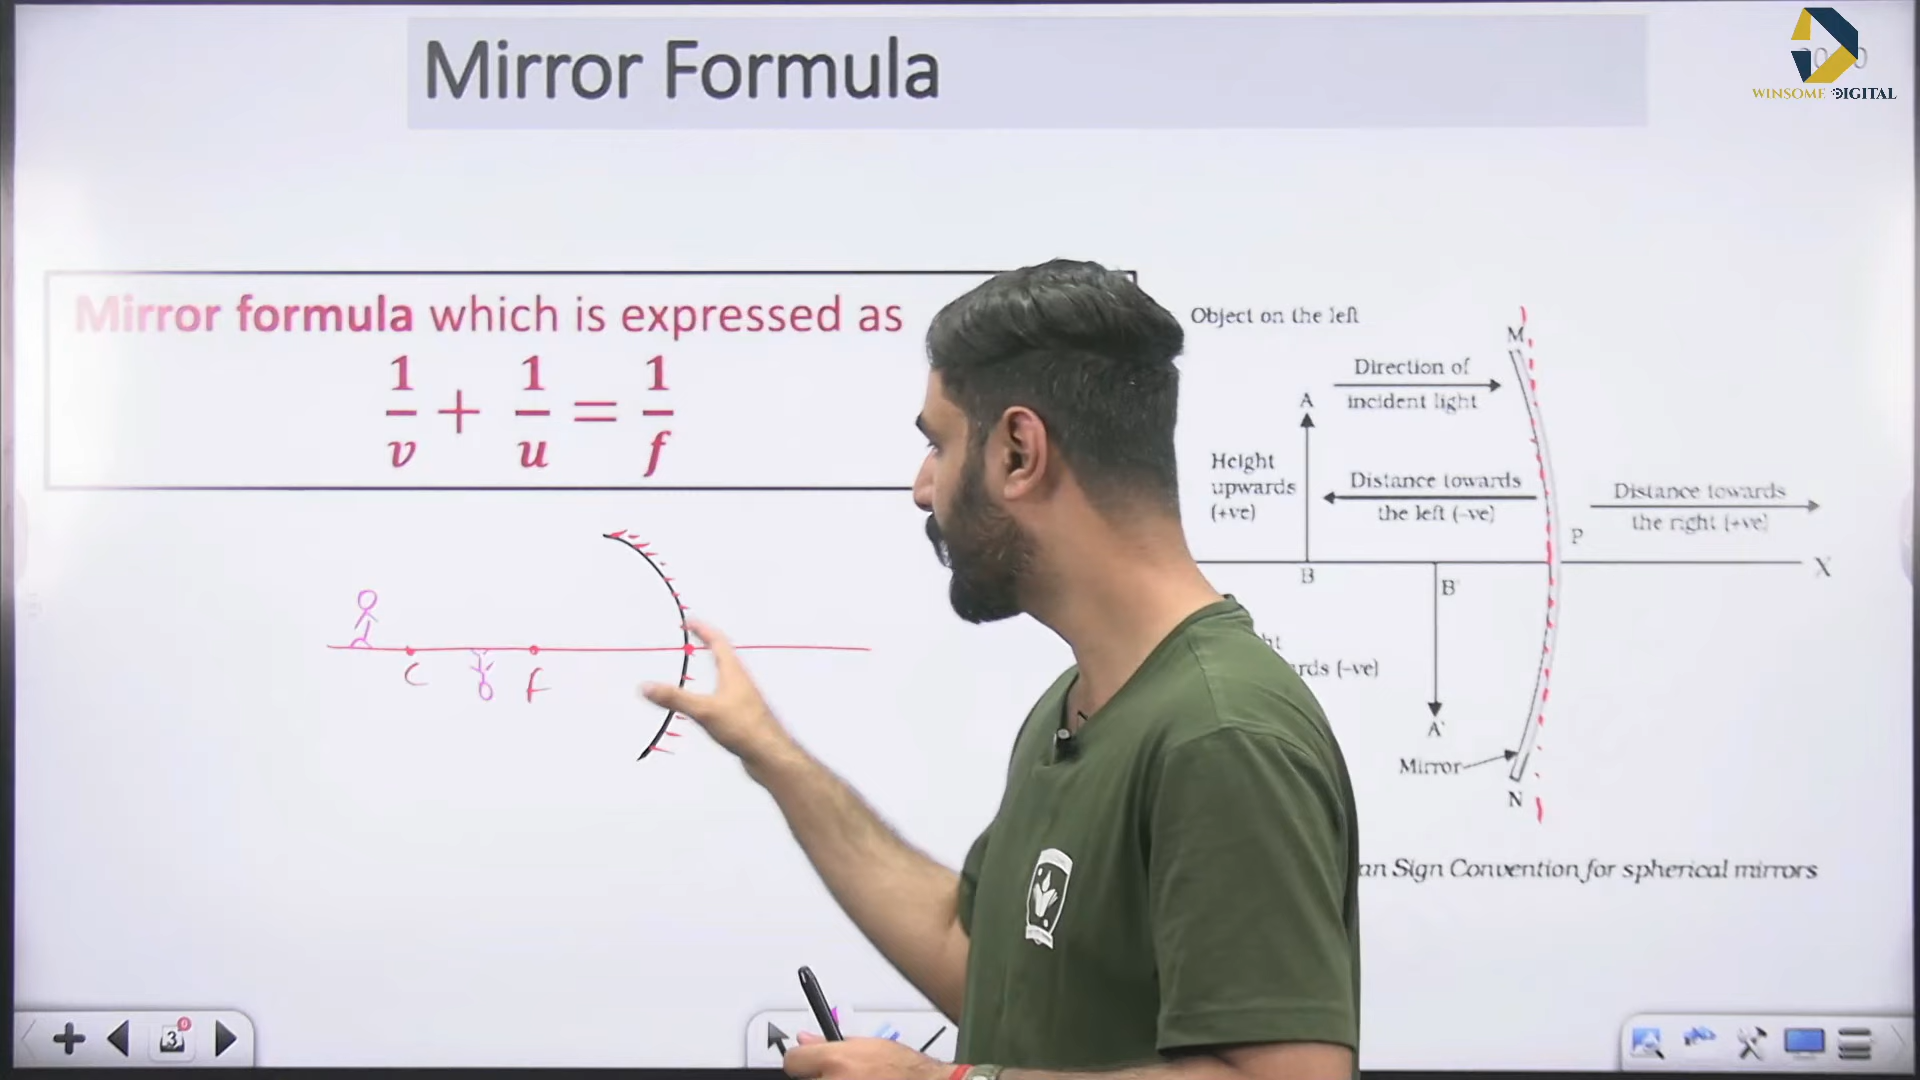 Mirror Formula
WINSOME DIGITAL
Mirror formula which is expressed as
1/v + 1/u = 1/f
C
F
Object on the left
M
Direction of
incident light
A
Height
upwards
(+ve)
Distance towards
the left (–ve)
Distance towards
the right (+ve)
P
B
B'
X
(–ve)
A'
Mirror
N
Sign Convention for spherical mirrors
3